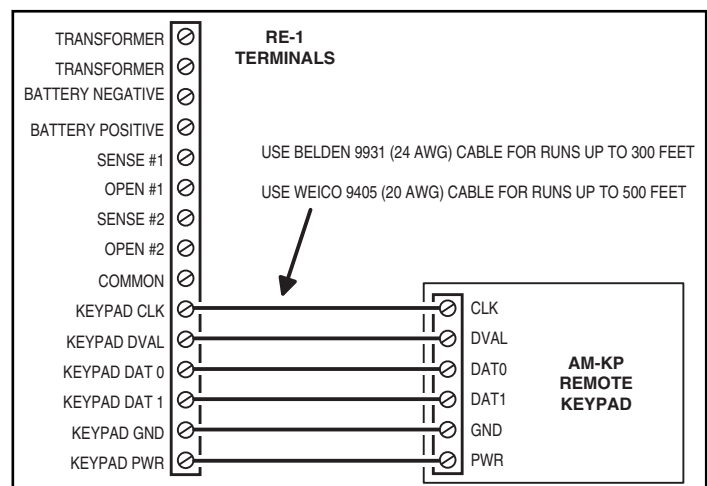 RE-1
TERMINALS
TRANSFORMER
TRANSFORMER
BATTERY NEGATIVE
BATTERY POSITIVE
SENSE #1
OPEN #1
SENSE #2
OPEN #2
COMMON
KEYPAD CLK
KEYPAD DVAL
KEYPAD DAT 0
KEYPAD DAT 1
KEYPAD GND
KEYPAD PWR
USE BELDEN 9931 (24 AWG) CABLE FOR RUNS UP TO 300 FEET
USE WEICO 9405 (20 AWG) CABLE FOR RUNS UP TO 500 FEET
CLK
DVAL
DAT0
DAT1
GND
PWR
AM-KP
REMOTE
KEYPAD